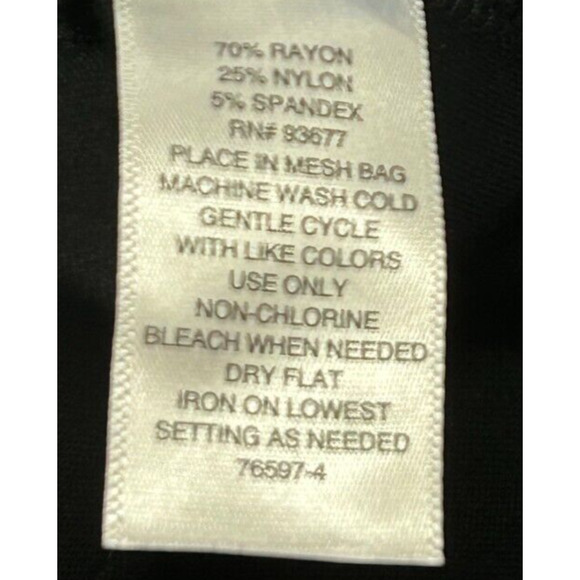 70% RAYON
25% NYLON
5% SPANDEX
RN# 93677
PLACE IN MESH BAG
MACHINE WASH COLD
GENTLE CYCLE
WITH LIKE COLORS
USE ONLY
NON-CHLORINE
BLEACH WHEN NEEDED
DRY FLAT
IRON ON LOWEST
SETTING AS NEEDED
76597-4